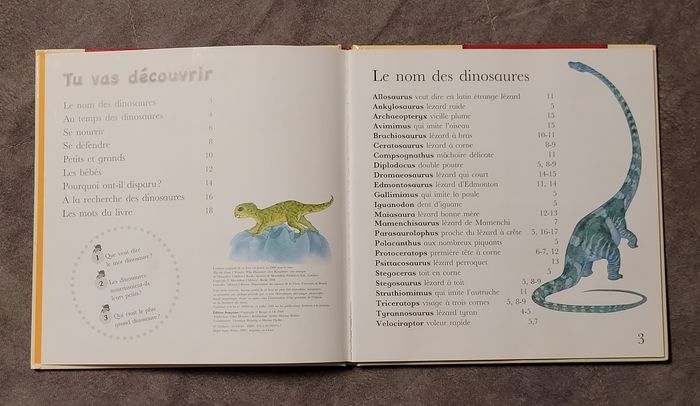 Tu vas découvrir
Le nom des dinosaures 3
Au temps des dinosaures 4
Se nourrir 6
Se défendre 8
Petits et grands 10
Les bébés 12
Pourquoi ont-il disparu ? 14
À la recherche des dinosaures 16
Les mots du livre 18
1 Que veut dire
le mot dinosaure ?
2 Les dinosaures
nourrissaient-ils
leurs petits ?
3 Qui était le plus
grand dinosaure ?
Le nom des dinosaures
Allosaurus veut dire en latin étrange lézard 11
Ankylosaurus lézard raide 5
Archaeopteryx vieille plume 15
Avimimus qui imite l'oiseau 15
Brachiosaurus lézard à bras 10-11
Ceratosaurus lézard à corne 8-9
Compsognathus mâchoire délicate 11
Diplodocus double poutre 5, 8-9
Dromaeosaurus lézard qui court 14-15
Edmontosaurus lézard d'Edmonton 11, 14
Gallimimus qui imite la poule 5
Iguanodon dent d'iguane 5
Maiasaura lézard bonne mère 12-13
Mamenchisaurus lézard de Mamenchi 7
Parasaurolophus proche du lézard à crête 5, 16-17
Polacanthus aux nombreux piquants 5
Protoceratops première tête à corne 6-7, 12
Psittacosaurus lézard perroquet 13
Stegoceras toit en corne 5
Stegosaurus lézard à toit 5, 8-9
Struthiomimus qui imite l'autruche 11
Triceratops visage à trois cornes 5, 8-9
Tyrannosaurus lézard tyran 4-5
Velociraptor voleur rapide 5,7
3